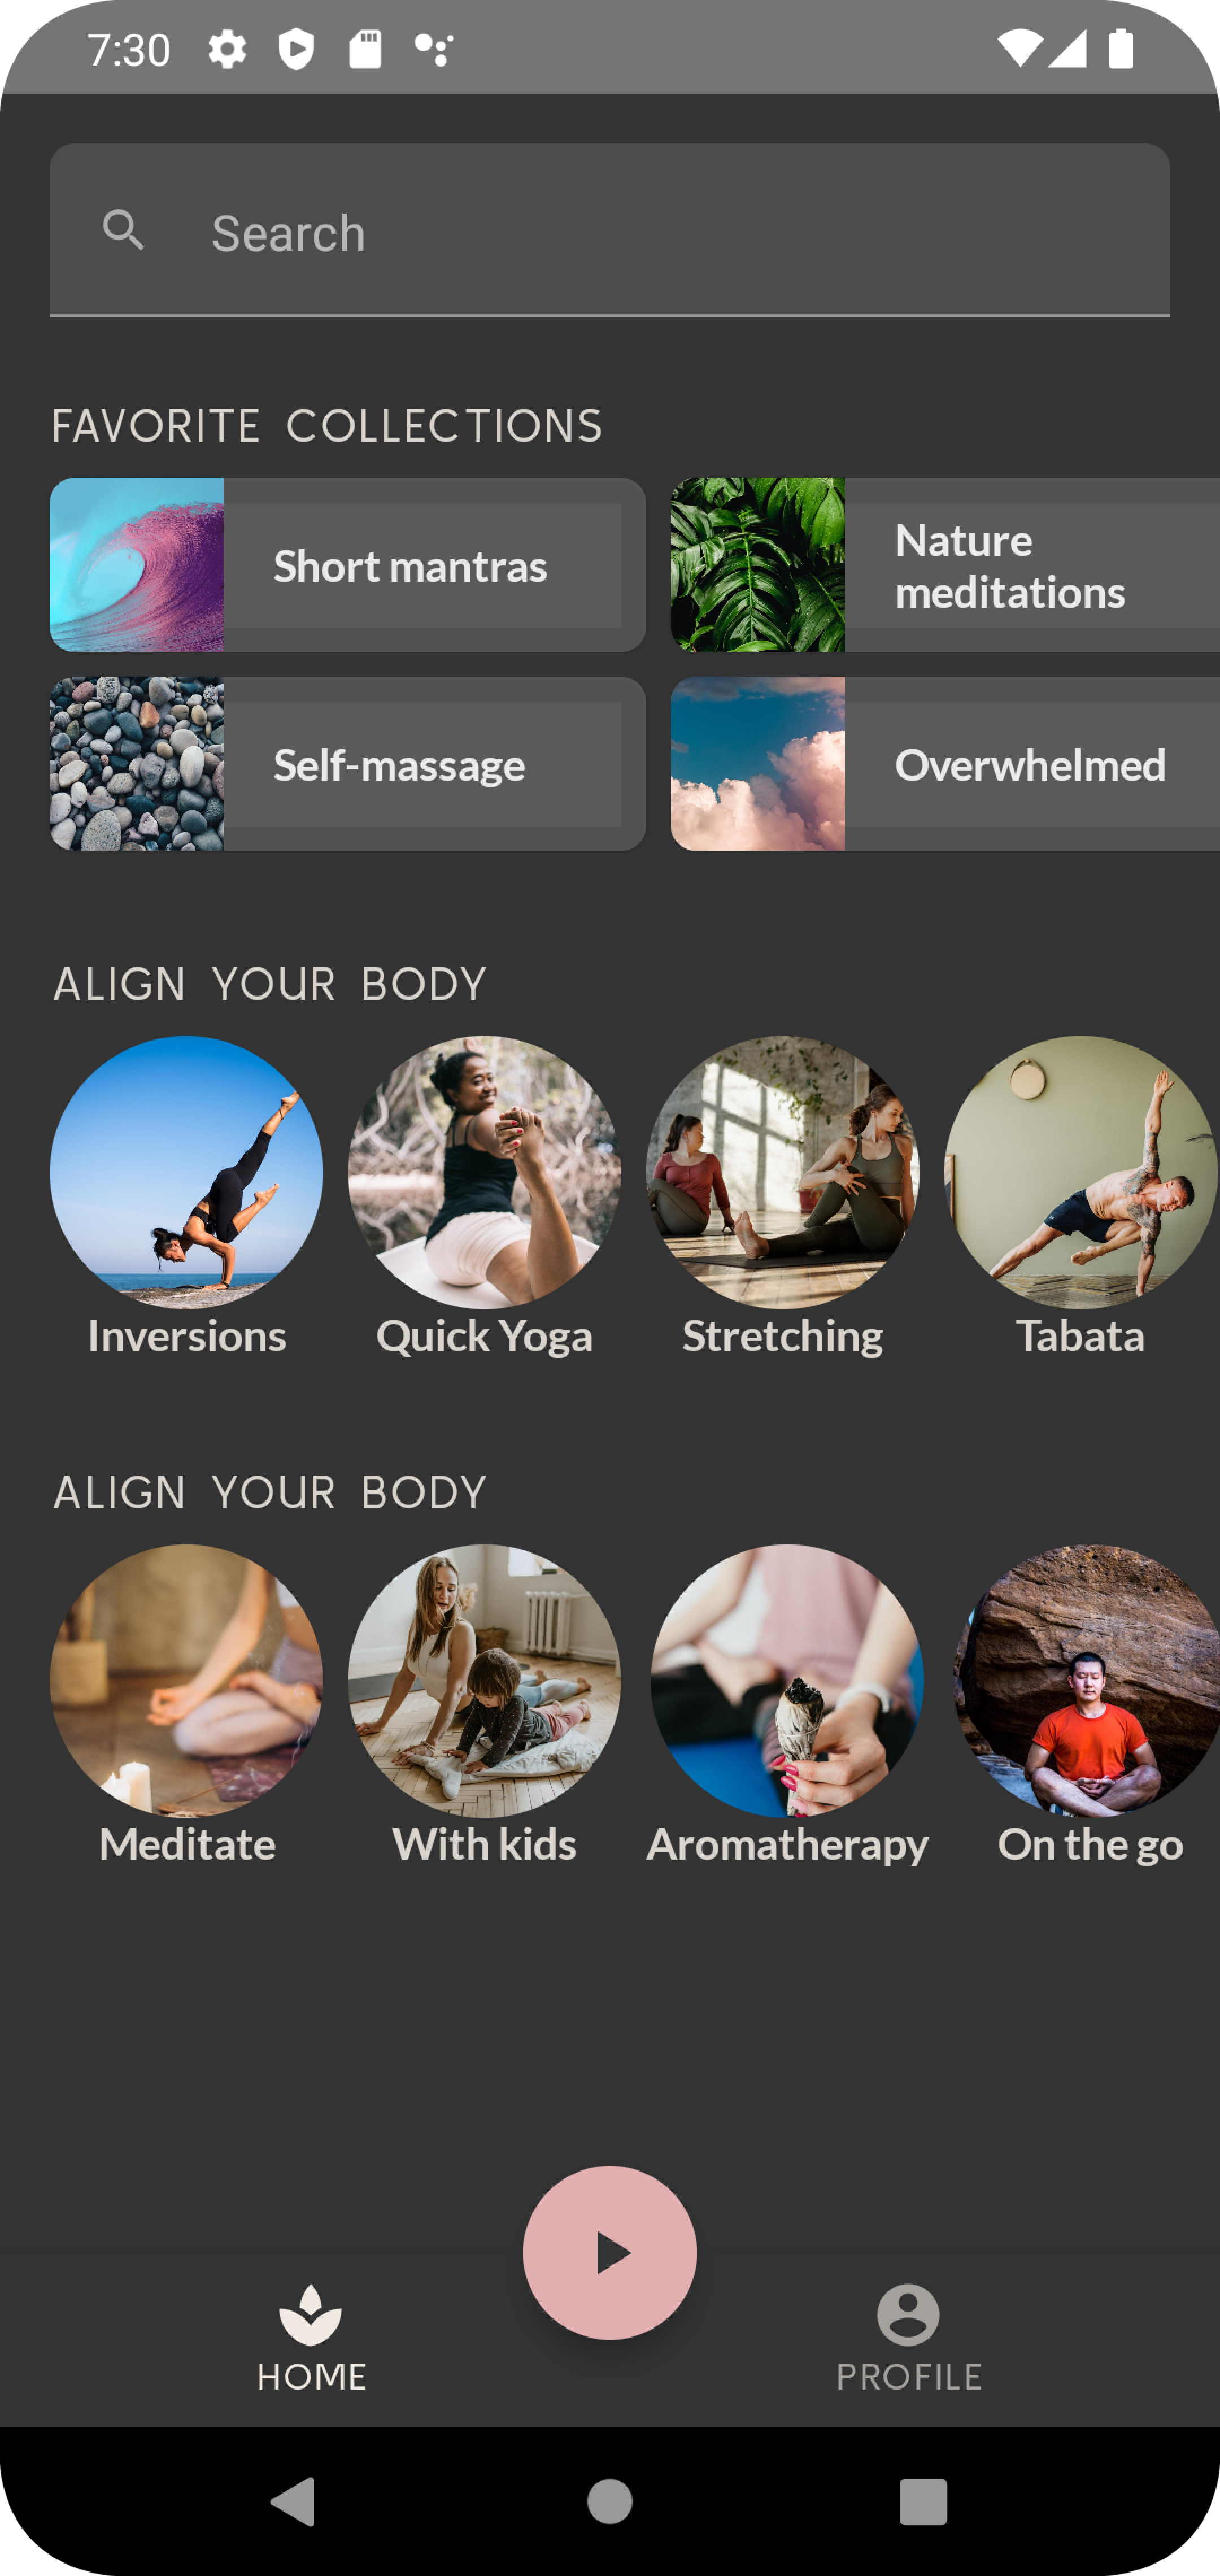 7:30
Search
FAVORITE COLLECTIONS
Short mantras
Nature
meditations
Self-massage
Overwhelmed
ALIGN YOUR BODY
Inversions
Quick Yoga
Stretching
Tabata
ALIGN YOUR BODY
Meditate
With kids
Aromatherapy
On the go
HOME
PROFILE